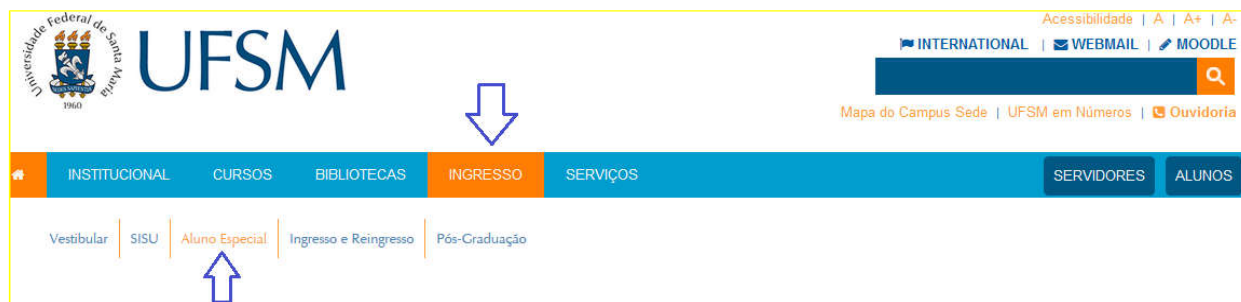 Universidade Federal de Santa Maria
1960
UFSM
Acessibilidade | A | A+ | A-
INTERNATIONAL | WEBMAIL | MOODLE
Mapa do Campus Sede | UFSM em Números | Ouvidoria
INSTITUCIONAL CURSOS BIBLIOTECAS INGRESSO SERVIÇOS SERVIDORES ALUNOS
Vestibular SISU Aluno Especial Ingresso e Reingresso Pós-Graduação